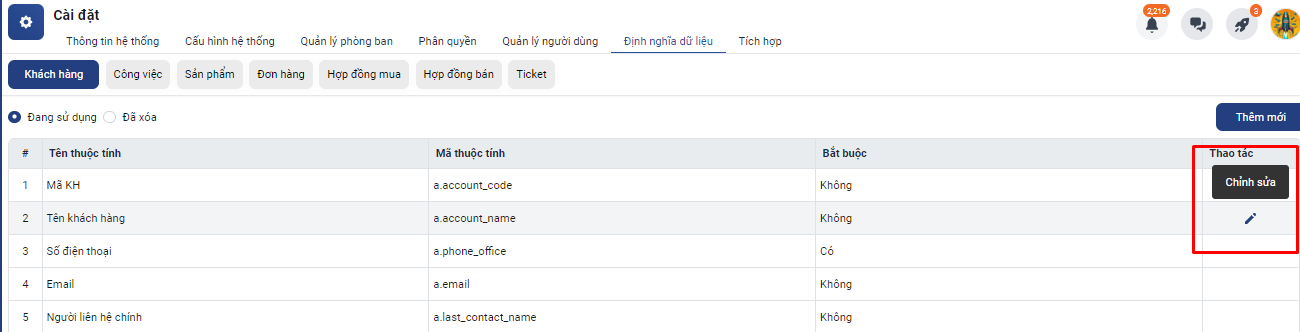 Cài đặt
2,216
3
Thông tin hệ thống Cấu hình hệ thống Quản lý phòng ban Phân quyền Quản lý người dùng Định nghĩa dữ liệu Tích hợp
Khách hàng Công việc Sản phẩm Đơn hàng Hợp đồng mua Hợp đồng bán Ticket
Đang sử dụng Đã xóa Thêm mới
# Tên thuộc tính Mã thuộc tính Bắt buộc Thao tác
1 Mã KH a.account_code Không Chỉnh sửa
2 Tên khách hàng a.account_name Không
3 Số điện thoại a.phone_office Có
4 Email a.email Không
5 Người liên hệ chính a.last_contact_name Không